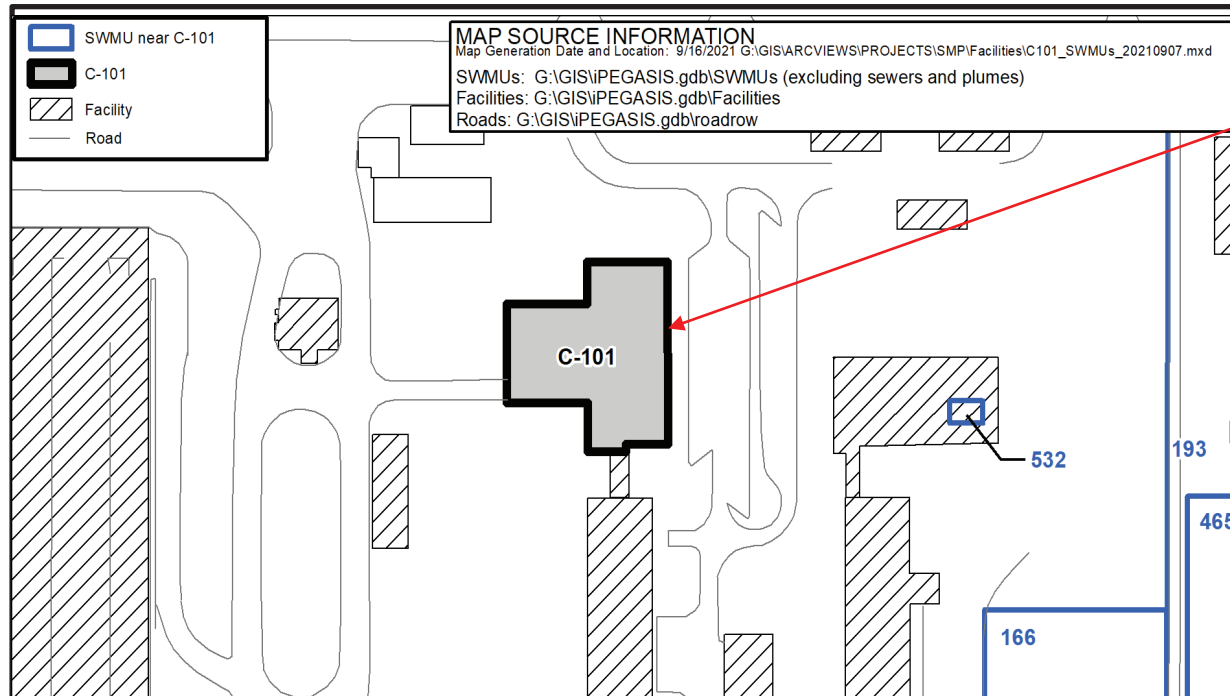 SWMU near C-101
C-101
Facility
Road
MAP SOURCE INFORMATION
Map Generation Date and Location: 9/16/2021 G:\GIS\ARCVIEWS\PROJECTS\SMP\Facilities\C101_SWMUs_20210907.mxd
SWMUs: G:\GIS\iPEGASIS.gdb\SWMUs (excluding sewers and plumes)
Facilities: G:\GIS\iPEGASIS.gdb\Facilities
Roads: G:\GIS\iPEGASIS.gdb\roadrow
C-101
532
193
465
166